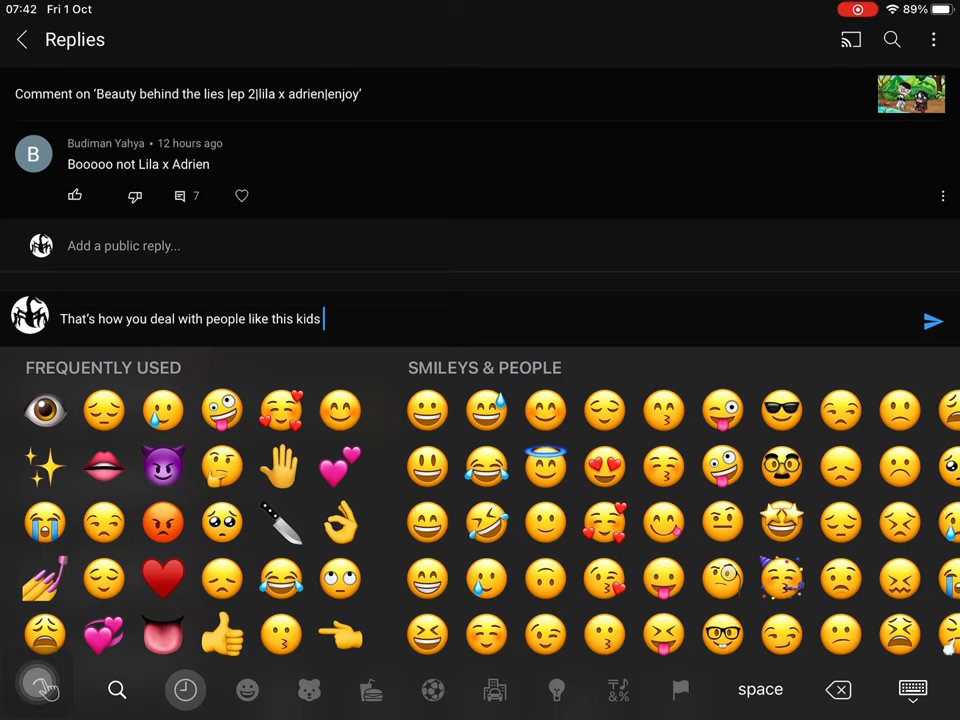 07:42 Fri 1 Oct
89%
Replies
Comment on ‘Beauty behind the lies |ep 2|lila x adrien|enjoy’
B
Budiman Yahya • 12 hours ago
Booooo not Lila x Adrien
7
Add a public reply...
That’s how you deal with people like this kids
FREQUENTLY USED
SMILEYS & PEOPLE
space